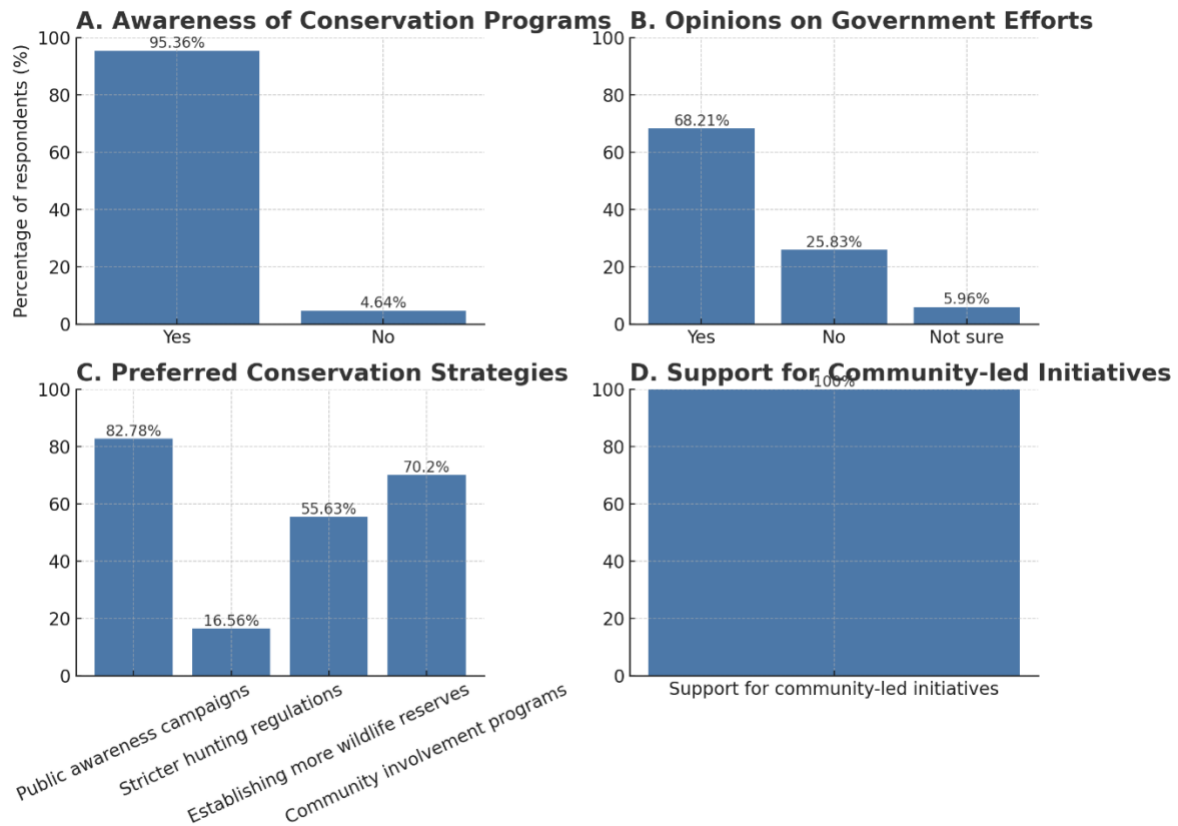 A. Awareness of Conservation Programs
Percentage of respondents (%)
100
80
60
40
20
0
95.36%
4.64%
Yes
No
B. Opinions on Government Efforts
100
80
60
40
20
0
68.21%
25.83%
5.96%
Yes
No
Not sure
C. Preferred Conservation Strategies
100
80
60
40
20
0
82.78%
16.56%
55.63%
70.2%
Public awareness campaigns
Stricter hunting regulations
Establishing more wildlife reserves
Community involvement programs
D. Support for Community-led Initiatives
100%
100
80
60
40
20
0
Support for community-led initiatives